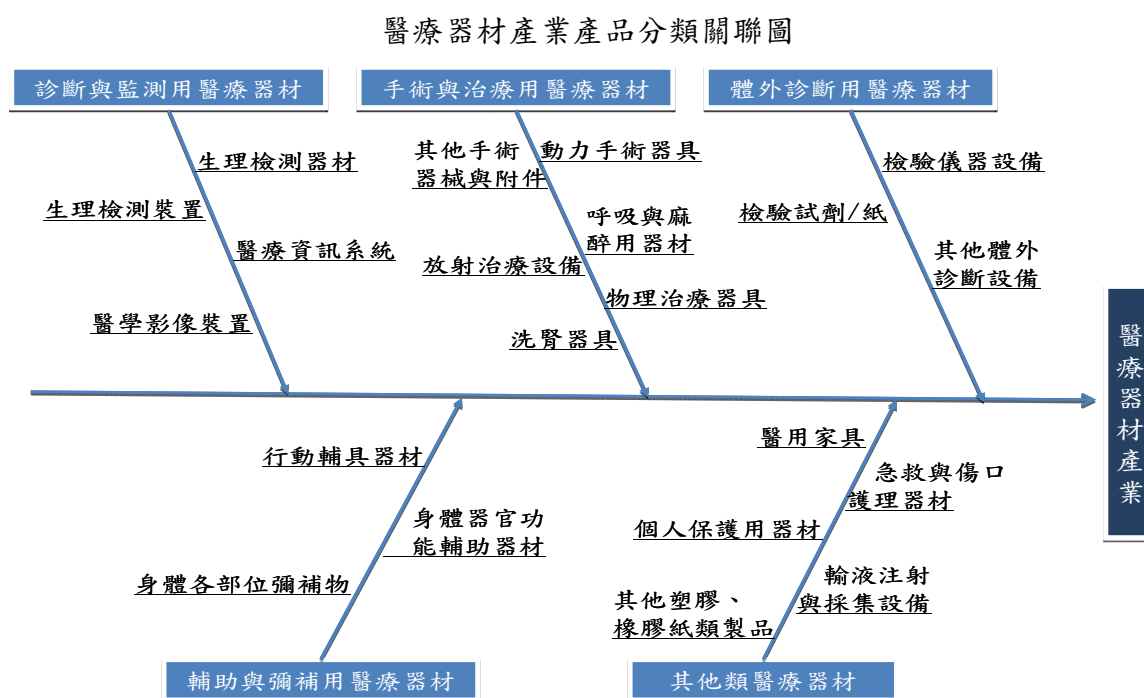 醫療器材產業產品分類關聯圖
診斷與監測用醫療器材
手術與治療用醫療器材
體外診斷用醫療器材
生理檢測器材
生理檢測裝置
醫療資訊系統
醫學影像裝置
其他手術
器械與附件
動力手術器具
呼吸與麻
醉用器材
放射治療設備
物理治療器具
洗腎器具
檢驗儀器設備
檢驗試劑/紙
其他體外
診斷設備
醫療器材產業
行動輔具器材
身體器官功
能輔助器材
身體各部位彌補物
醫用家具
急救與傷口
護理器材
個人保護用器材
輸液注射
與採集設備
其他塑膠、
橡膠紙類製品
輔助與彌補用醫療器材
其他類醫療器材